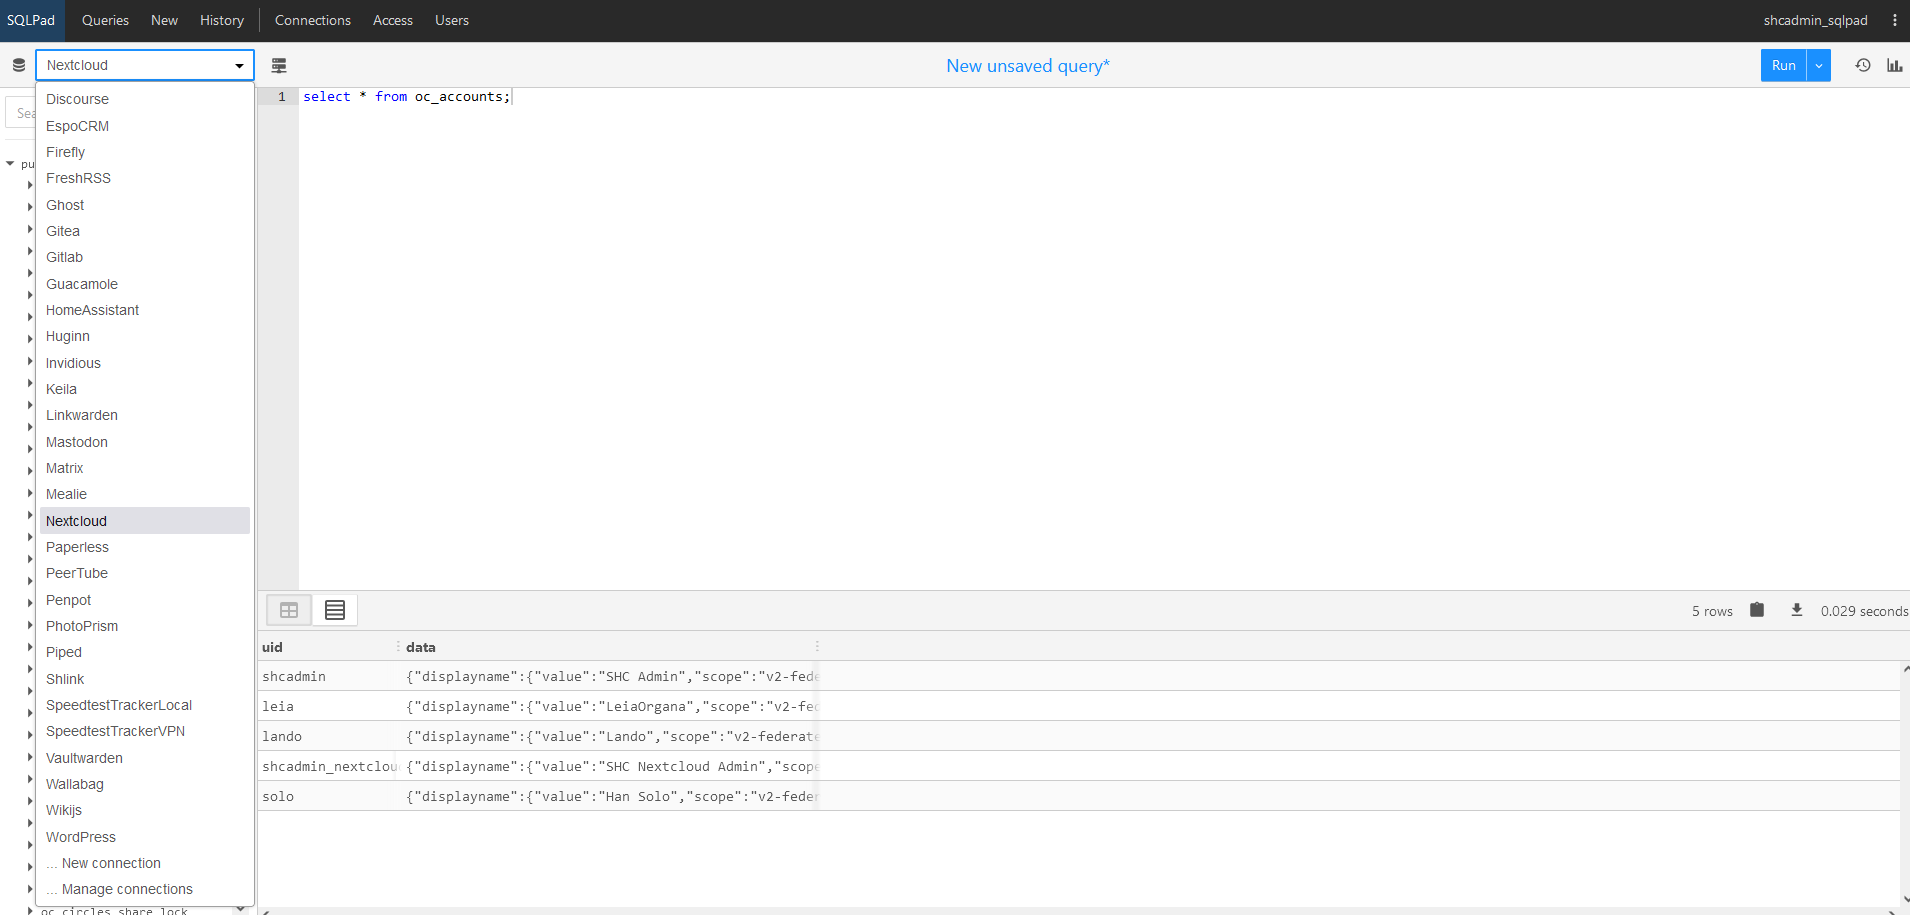 SQLPad Queries New History Connections Access Users shcadmin_sqlpad
Nextcloud New unsaved query* Run
Discourse
EspoCRM
Firefly
FreshRSS
Ghost
Gitea
Gitlab
Guacamole
HomeAssistant
Huginn
Invidious
Keila
Linkwarden
Mastodon
Matrix
Mealie
Nextcloud
Paperless
PeerTube
Penpot
PhotoPrism
Piped
Shlink
SpeedtestTrackerLocal
SpeedtestTrackerVPN
Vaultwarden
Wallabag
Wikijs
WordPress
... New connection
... Manage connections
Sea
pu
oc_circles_share_lock
1 select * from oc_accounts;
5 rows 0.029 seconds
uid data
shcadmin {"displayname":{"value":"SHC Admin","scope":"v2-fede
leia {"displayname":{"value":"LeiaOrgana","scope":"v2-fed
lando {"displayname":{"value":"Lando","scope":"v2-federate
shcadmin_nextclou {"displayname":{"value":"SHC Nextcloud Admin","scope
solo {"displayname":{"value":"Han Solo","scope":"v2-feder